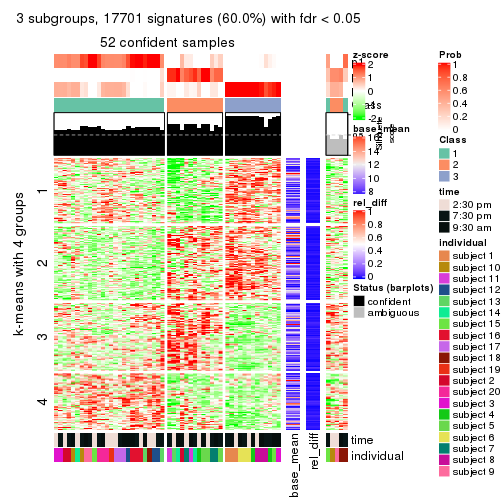 3 subgroups, 17701 signatures (60.0%) with fdr < 0.05
52 confident samples
k-means with 4 groups
1
2
3
4
time
individual
base_mean
rel_diff
z-score
2
1
0
-1
-2
base_mean
16
14
12
10
8
rel_diff
1
0.8
0.6
0.4
0.2
0
Status (barplots)
confident
ambiguous
Silhouette
score
Prob
1
0.8
0.6
0.4
0.2
0
Class
1
2
3
time
2:30 pm
7:30 pm
9:30 am
individual
subject 1
subject 10
subject 11
subject 12
subject 13
subject 14
subject 15
subject 16
subject 17
subject 18
subject 19
subject 2
subject 20
subject 3
subject 4
subject 5
subject 6
subject 7
subject 8
subject 9